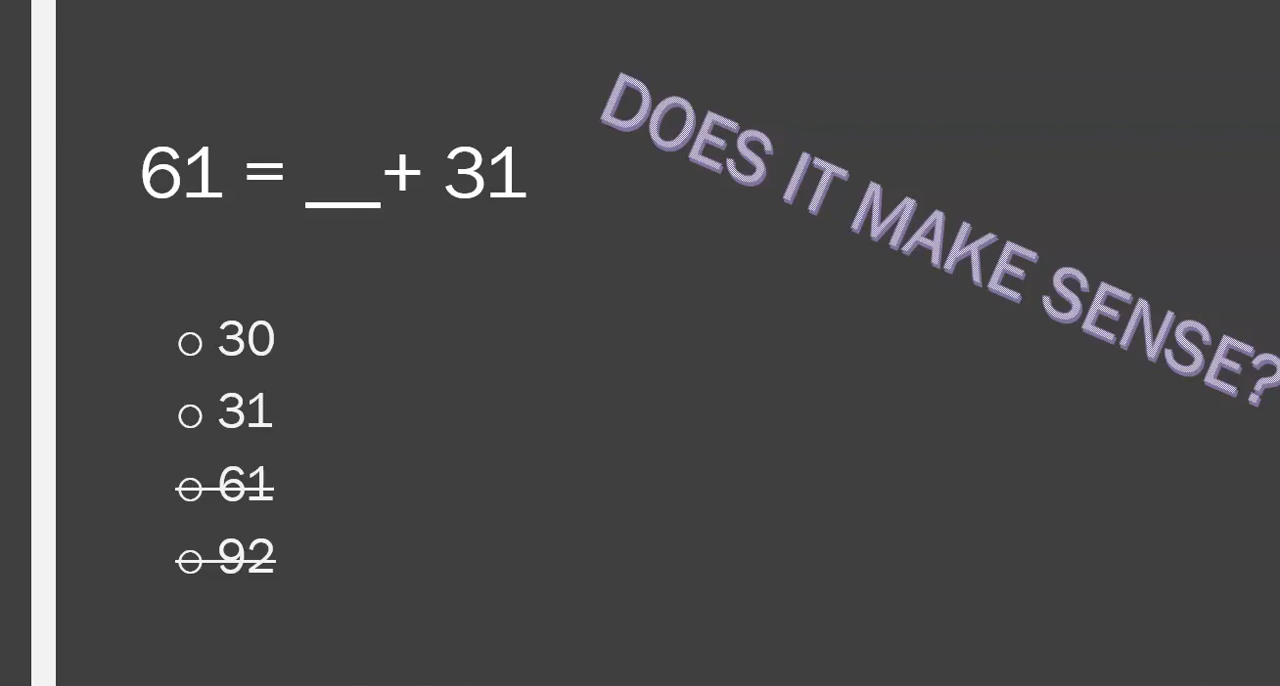 61 = __+ 31
DOES IT MAKE SENSE?
○ 30
○ 31
○ 61
○ 92